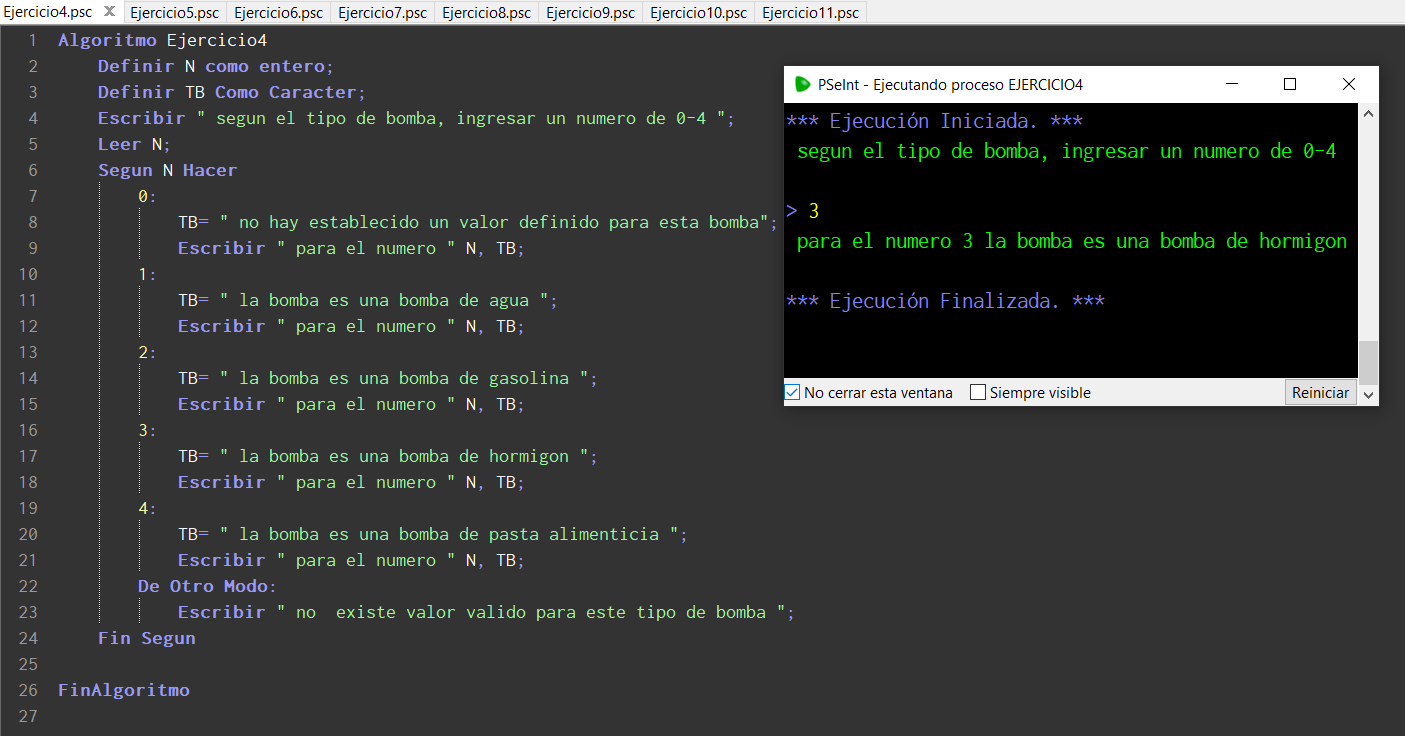 Ejercicio4.psc X Ejercicio5.psc Ejercicio6.psc Ejercicio7.psc Ejercicio8.psc Ejercicio9.psc Ejercicio10.psc Ejercicio11.psc
1 Algoritmo Ejercicio4
2 Definir N como entero;
3 Definir TB Como Caracter;
4 Escribir " segun el tipo de bomba, ingresar un numero de 0-4 ";
5 Leer N;
6 Segun N Hacer
7 0:
8 TB= " no hay establecido un valor definido para esta bomba";
9 Escribir " para el numero " N, TB;
10 1:
11 TB= " la bomba es una bomba de agua ";
12 Escribir " para el numero " N, TB;
13 2:
14 TB= " la bomba es una bomba de gasolina ";
15 Escribir " para el numero " N, TB;
16 3:
17 TB= " la bomba es una bomba de hormigon ";
18 Escribir " para el numero " N, TB;
19 4:
20 TB= " la bomba es una bomba de pasta alimenticia ";
21 Escribir " para el numero " N, TB;
22 De Otro Modo:
23 Escribir " no  existe valor valido para este tipo de bomba ";
24 Fin Segun
25
26 FinAlgoritmo
27
PSeInt - Ejecutando proceso EJERCICIO4
*** Ejecución Iniciada. ***
segun el tipo de bomba, ingresar un numero de 0-4
> 3
para el numero 3 la bomba es una bomba de hormigon
*** Ejecución Finalizada. ***
No cerrar esta ventana Siempre visible Reiniciar